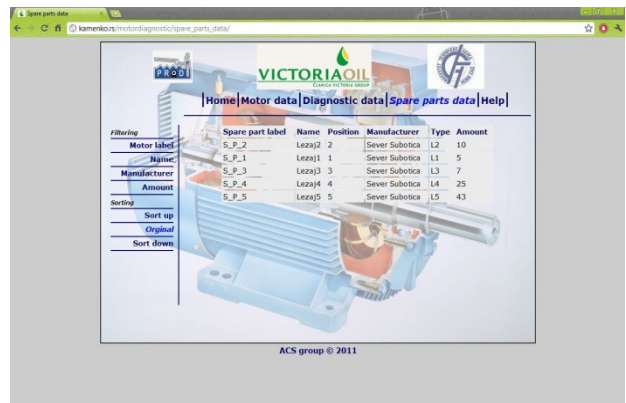 Spare parts data
kamenko.rs/motordiagnostic/spare_parts_data/
PRODI
VICTORIAOIL
ČLANICA VICTORIA GROUP
Home|Motor data|Diagnostic data|Spare parts data|Help|
Filtering
Motor label
Name
Manufacturer
Amount
Sorting
Sort up
Orginal
Sort down
Spare part label Name Position Manufacturer Type Amount
S_P_2 Lezaj2 2 Sever Subotica L2 10
S_P_1 Lezaj1 1 Sever Subotica L1 5
S_P_3 Lezaj3 3 Sever Subotica L3 7
S_P_4 Lezaj4 4 Sever Subotica L4 25
S_P_5 Lezaj5 5 Sever Subotica L5 43
ACS group © 2011